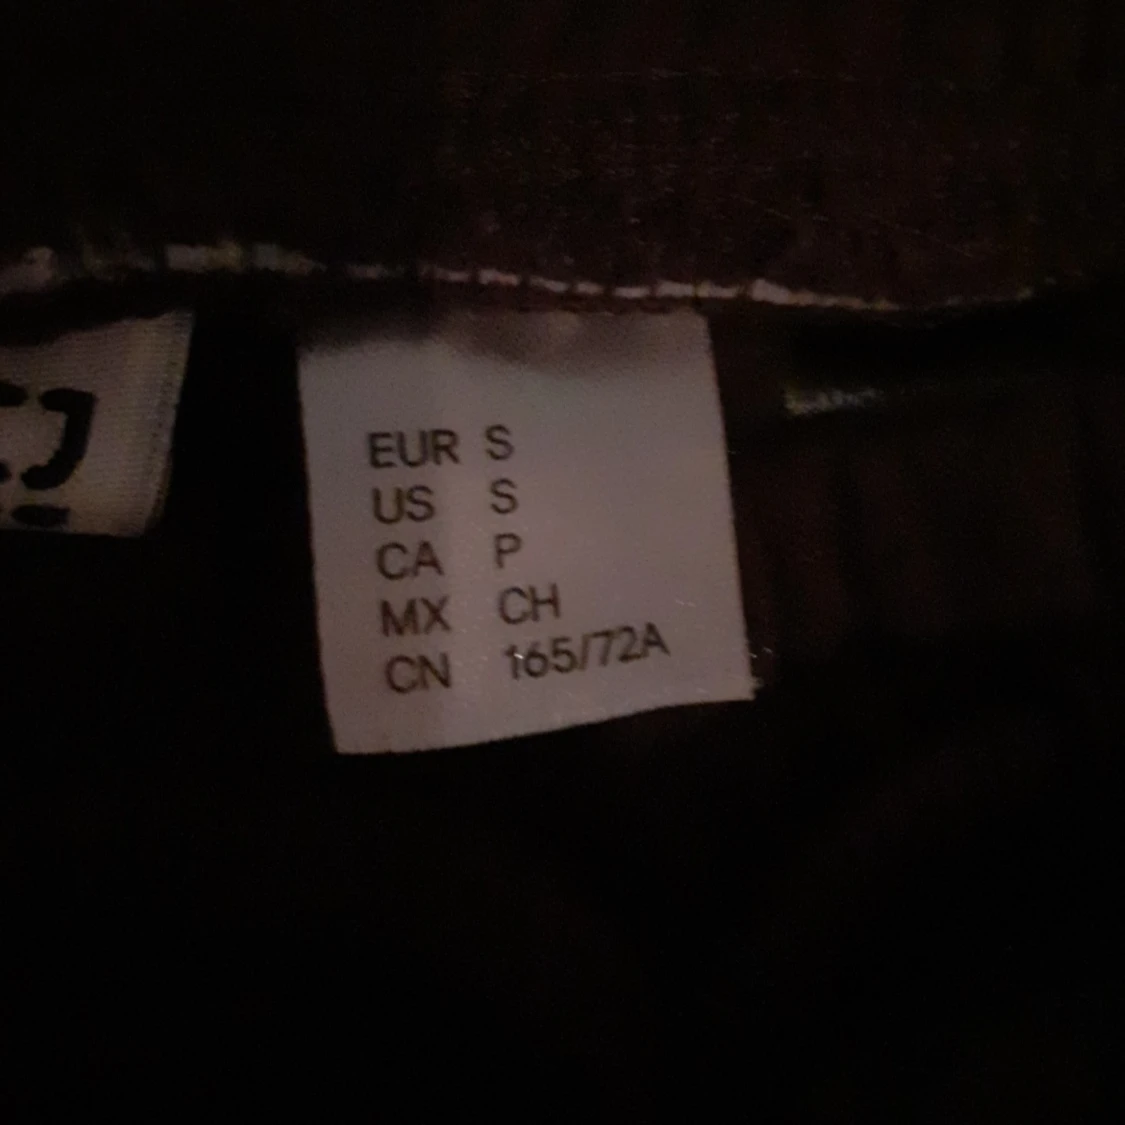 EUR S
US S
CA P
MX CH
CN 165/72A